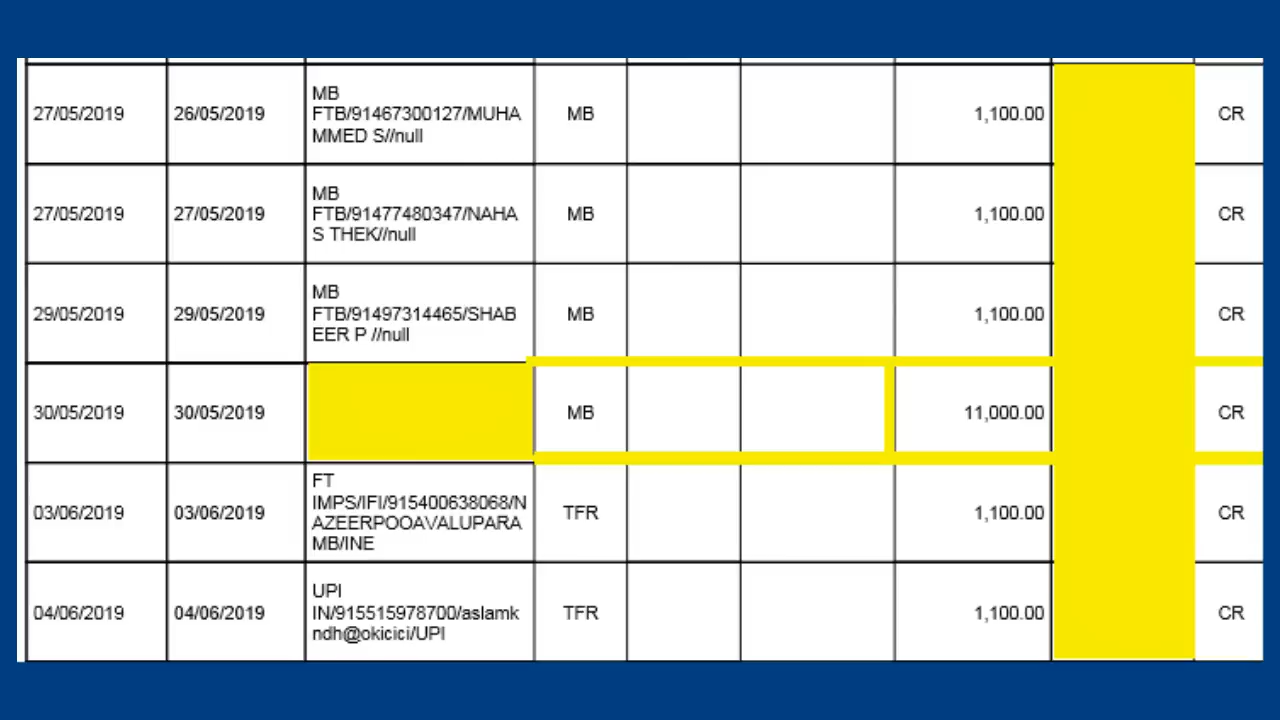 27/05/2019 26/05/2019 MB FTB/91467300127/MUHA MMED S//null MB 1,100.00 CR
27/05/2019 27/05/2019 MB FTB/91477480347/NAHA S THEK//null MB 1,100.00 CR
29/05/2019 29/05/2019 MB FTB/91497314465/SHAB EER P //null MB 1,100.00 CR
30/05/2019 30/05/2019 MB 11,000.00 CR
03/06/2019 03/06/2019 FT IMPS/IFI/915400638068/N AZEERPOOAVALUPARA MB/INE TFR 1,100.00 CR
04/06/2019 04/06/2019 UPI IN/915515978700/aslamk ndh@okicici/UPI TFR 1,100.00 CR